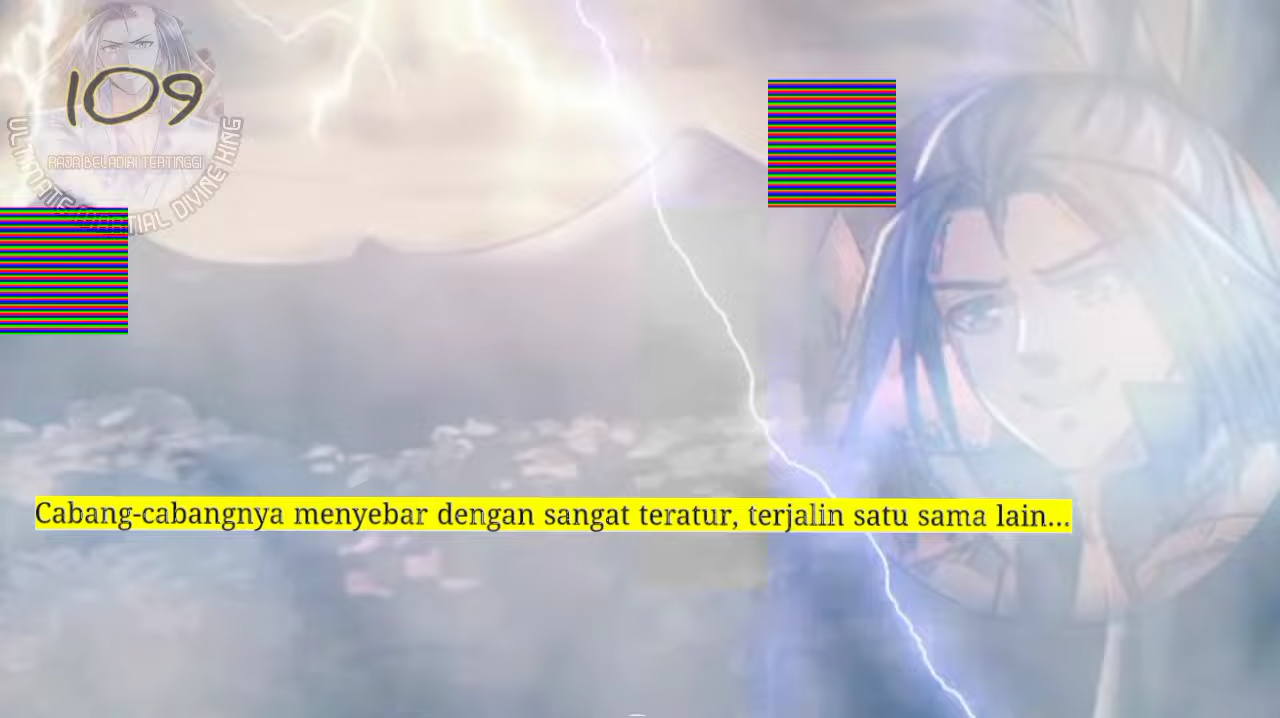 109
RAJA BELADIRI TERTINGGI
ULTIMATE MARTIAL DIVINE KING
Cabang-cabangnya menyebar dengan sangat teratur, terjalin satu sama lain...